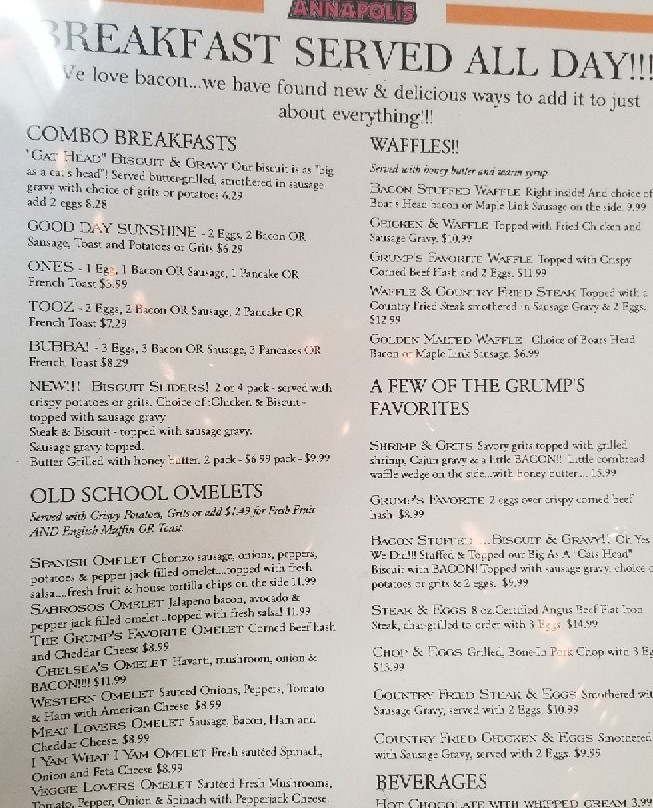 ANNAPOLIS
BREAKFAST SERVED ALL DAY!!!
We love bacon...we have found new & delicious ways to add it to just
about everything!!!
COMBO BREAKFASTS
"CAT HEAD" BISCUIT & GRAVY Our biscuit is as "big
as a cat's head"! Served butter-grilled, smothered in sausage
gravy with choice of grits or potatoes 6.29
add 2 eggs 8.28
GOOD DAY SUNSHINE - 2 Eggs, 2 Bacon OR
Sausage, Toast and Potatoes or Grits $6.29
ONES - 1 Egg, 1 Bacon OR Sausage, 1 Pancake OR
French Toast $5.99
TOOZ - 2 Eggs, 2 Bacon OR Sausage, 2 Pancake OR
French Toast $7.29
BUBBA! - 3 Eggs, 3 Bacon OR Sausage, 3 Pancakes OR
French Toast $8.29
NEW!!! BISCUIT SLIDERS! 2 or 4 pack - served with
crispy potatoes or grits. Choice of: Chicken & Biscuit -
topped with sausage gravy
Steak & Biscuit - topped with sausage gravy.
Sausage gravy topped.
Butter Grilled with honey butter. 2 pack - $6.99 pack - $9.99
OLD SCHOOL OMELETS
Served with Crispy Potatoes, Grits or add $1.49 for Fresh Fruit
AND English Muffin OR Toast.
SPANISH OMELET Chorizo sausage, onions, peppers,
potatoes & pepper jack filled omelet....topped with fresh
salsa....fresh fruit & house tortilla chips on the side 11.99
SABROSOS OMELET Jalapeno bacon, avocado &
pepper jack filled omelet...topped with fresh salsa! 11.99
THE GRUMP'S FAVORITE OMELET Corned Beef hash
and Cheddar Cheese $8.99
CHELSEA'S OMELET Havarti, mushroom, onion &
BACON!!!! $11.99
WESTERN OMELET Sauteed Onions, Peppers, Tomato
& Ham with American Cheese $8.59
MEAT LOVERS OMELET Sausage, Bacon, Ham and
Cheddar Cheese. $8.99
I YAM WHAT I YAM OMELET Fresh sautéed Spinach,
Onion and Feta Cheese $8.99
VEGGIE LOVERS OMELET Sautéed Fresh Mushrooms,
Tomato, Pepper, Onion & Spinach with Pepperjack Cheese
WAFFLES!!
Served with honey butter and warm syrup
BACON STUFFED WAFFLE Right inside! And choice of
Boar's Head bacon or Maple Link Sausage on the side. 9.99
CHICKEN & WAFFLE Topped with Fried Chicken and
Sausage Gravy. $10.99
GRUMP'S FAVORITE WAFFLE Topped with Crispy
Corned Beef Hash and 2 Eggs. $11.99
WAFFLE & COUNTRY FRIED STEAK Topped with a
Country Fried Steak smothered in Sausage Gravy & 2 Eggs.
$12.99
GOLDEN MALTED WAFFLE Choice of Boars Head
Bacon or Maple Link Sausage. $6.99
A FEW OF THE GRUMP'S
FAVORITES
SHRIMP & GRITS Savory grits topped with grilled
shrimp, Cajun gravy & a little BACON!!! Little cornbread
waffle wedge on the side...with honey butter... 15.99
GRUMP'S FAVORITE 2 eggs over crispy corned beef
hash $8.99
BACON STUFFED ...BISCUIT & GRAVY!. Oh Yes
We Did!!! Stuffed & Topped our Big As A "Cats Head"
Biscuit with BACON! Topped with sausage gravy, choice o
potatoes or grits & 2 eggs. $9.99
STEAK & EGGS 8 oz. Certified Angus Beef Flat Iron
Steak, char-grilled to order with 3 Eggs. $14.99
CHOP & EGGS Grilled, Bone-In Pork Chop with 3 Eg
$13.99
COUNTRY FRIED STEAK & EGGS Smothered wit
Sausage Gravy, served with 2 Eggs. $10.99
COUNTRY FRIED CHICKEN & EGGS Smothered
with Sausage Gravy, served with 2 Eggs. $9.99
BEVERAGES
HOT CHOCOLATE WITH WHIPPED CREAM 3.99